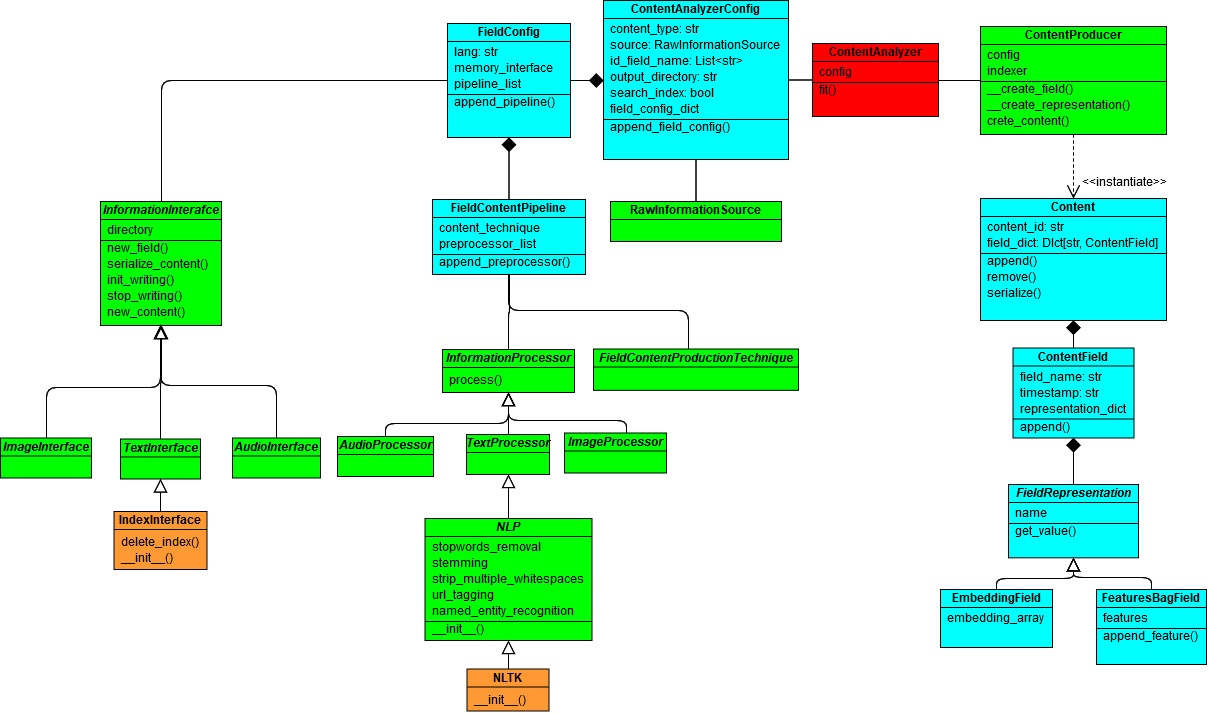 ContentAnalyzerConfig
content_type: str
source: RawInformationSource
id_field_name: List<str>
output_directory: str
search_index: bool
field_config_dict
append_field_config()
FieldConfig
lang: str
memory_interface
pipeline_list
append_pipeline()
ContentAnalyzer
config
fit()
ContentProducer
config
indexer
__create_field()
__create_representation()
crete_content()
<<instantiate>>
InformationInterafce
directory
new_field()
serialize_content()
init_writing()
stop_writing()
new_content()
FieldContentPipeline
content_technique
preprocessor_list
append_preprocessor()
RawInformationSource
Content
content_id: str
field_dict: DIct[str, ContentField]
append()
remove()
serialize()
InformationProcessor
process()
FieldContentProductionTechnique
ContentField
field_name: str
timestamp: str
representation_dict
append()
ImageInterface
TextInterface
AudioInterface
AudioProcessor
TextProcessor
ImageProcessor
IndexInterface
delete_index()
__init__()
NLP
stopwords_removal
stemming
strip_multiple_whitespaces
url_tagging
named_entity_recognition
__init__()
FieldRepresentation
name
get_value()
EmbeddingField
embedding_array
FeaturesBagField
features
append_feature()
NLTK
__init__()